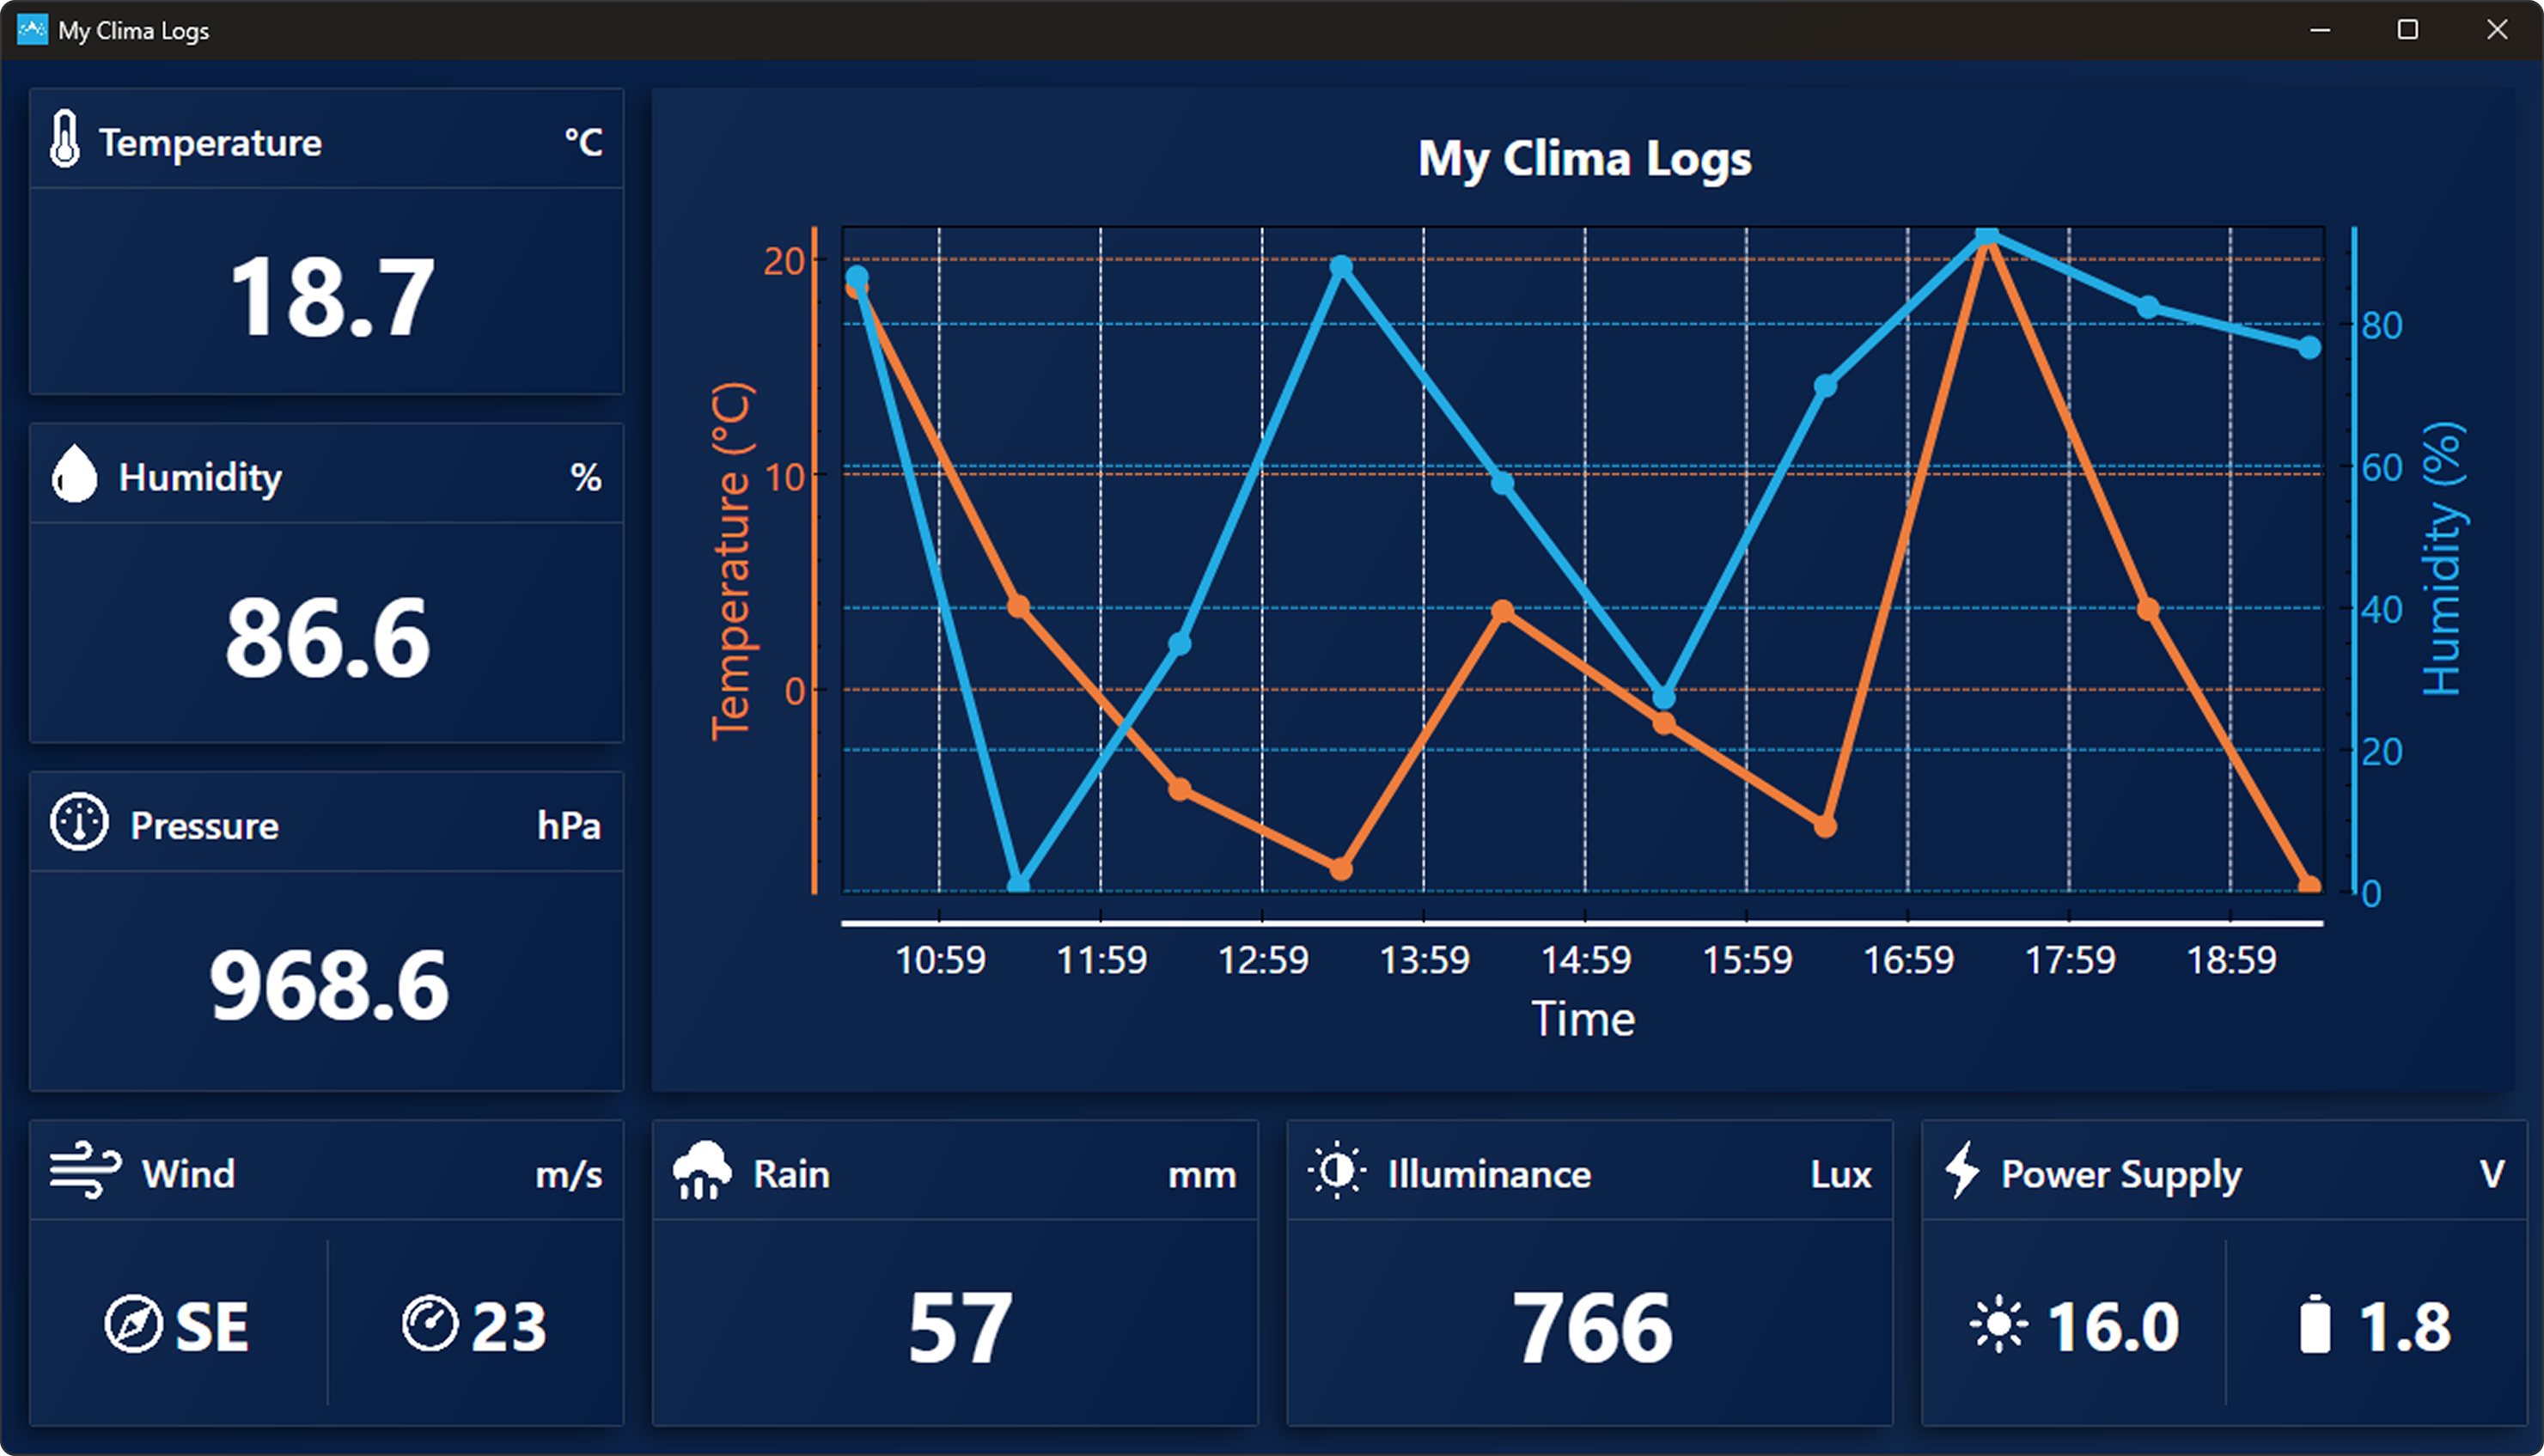 My Clima Logs
Temperature °C
18.7
Humidity %
86.6
Pressure hPa
968.6
My Clima Logs
Temperature (°C)
20
10
0
80
60
40
20
0
Humidity (%)
10:59 11:59 12:59 13:59 14:59 15:59 16:59 17:59 18:59
Time
Wind m/s
SE 23
Rain mm
57
Illuminance Lux
766
Power Supply V
16.0 1.8